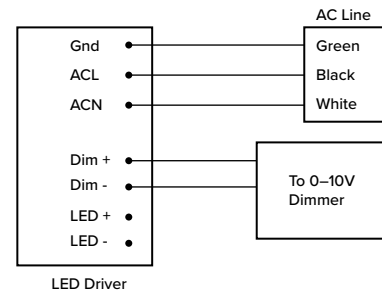 AC Line
Gnd
Green
ACL
Black
ACN
White
Dim +
Dim -
To 0–10V
Dimmer
LED +
LED -
LED Driver